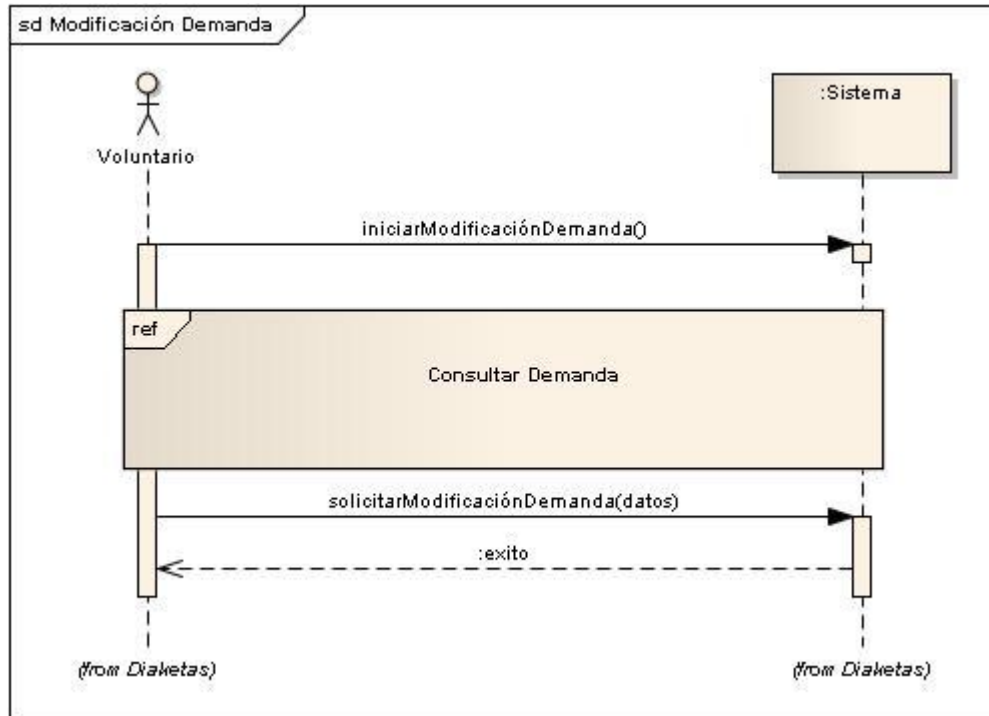 sd Modificación Demanda
Voluntario
:Sistema
iniciarModificaciónDemanda()
ref
Consultar Demanda
solicitarModificaciónDemanda(datos)
:exito
(from Diaketas)
(from Diaketas)